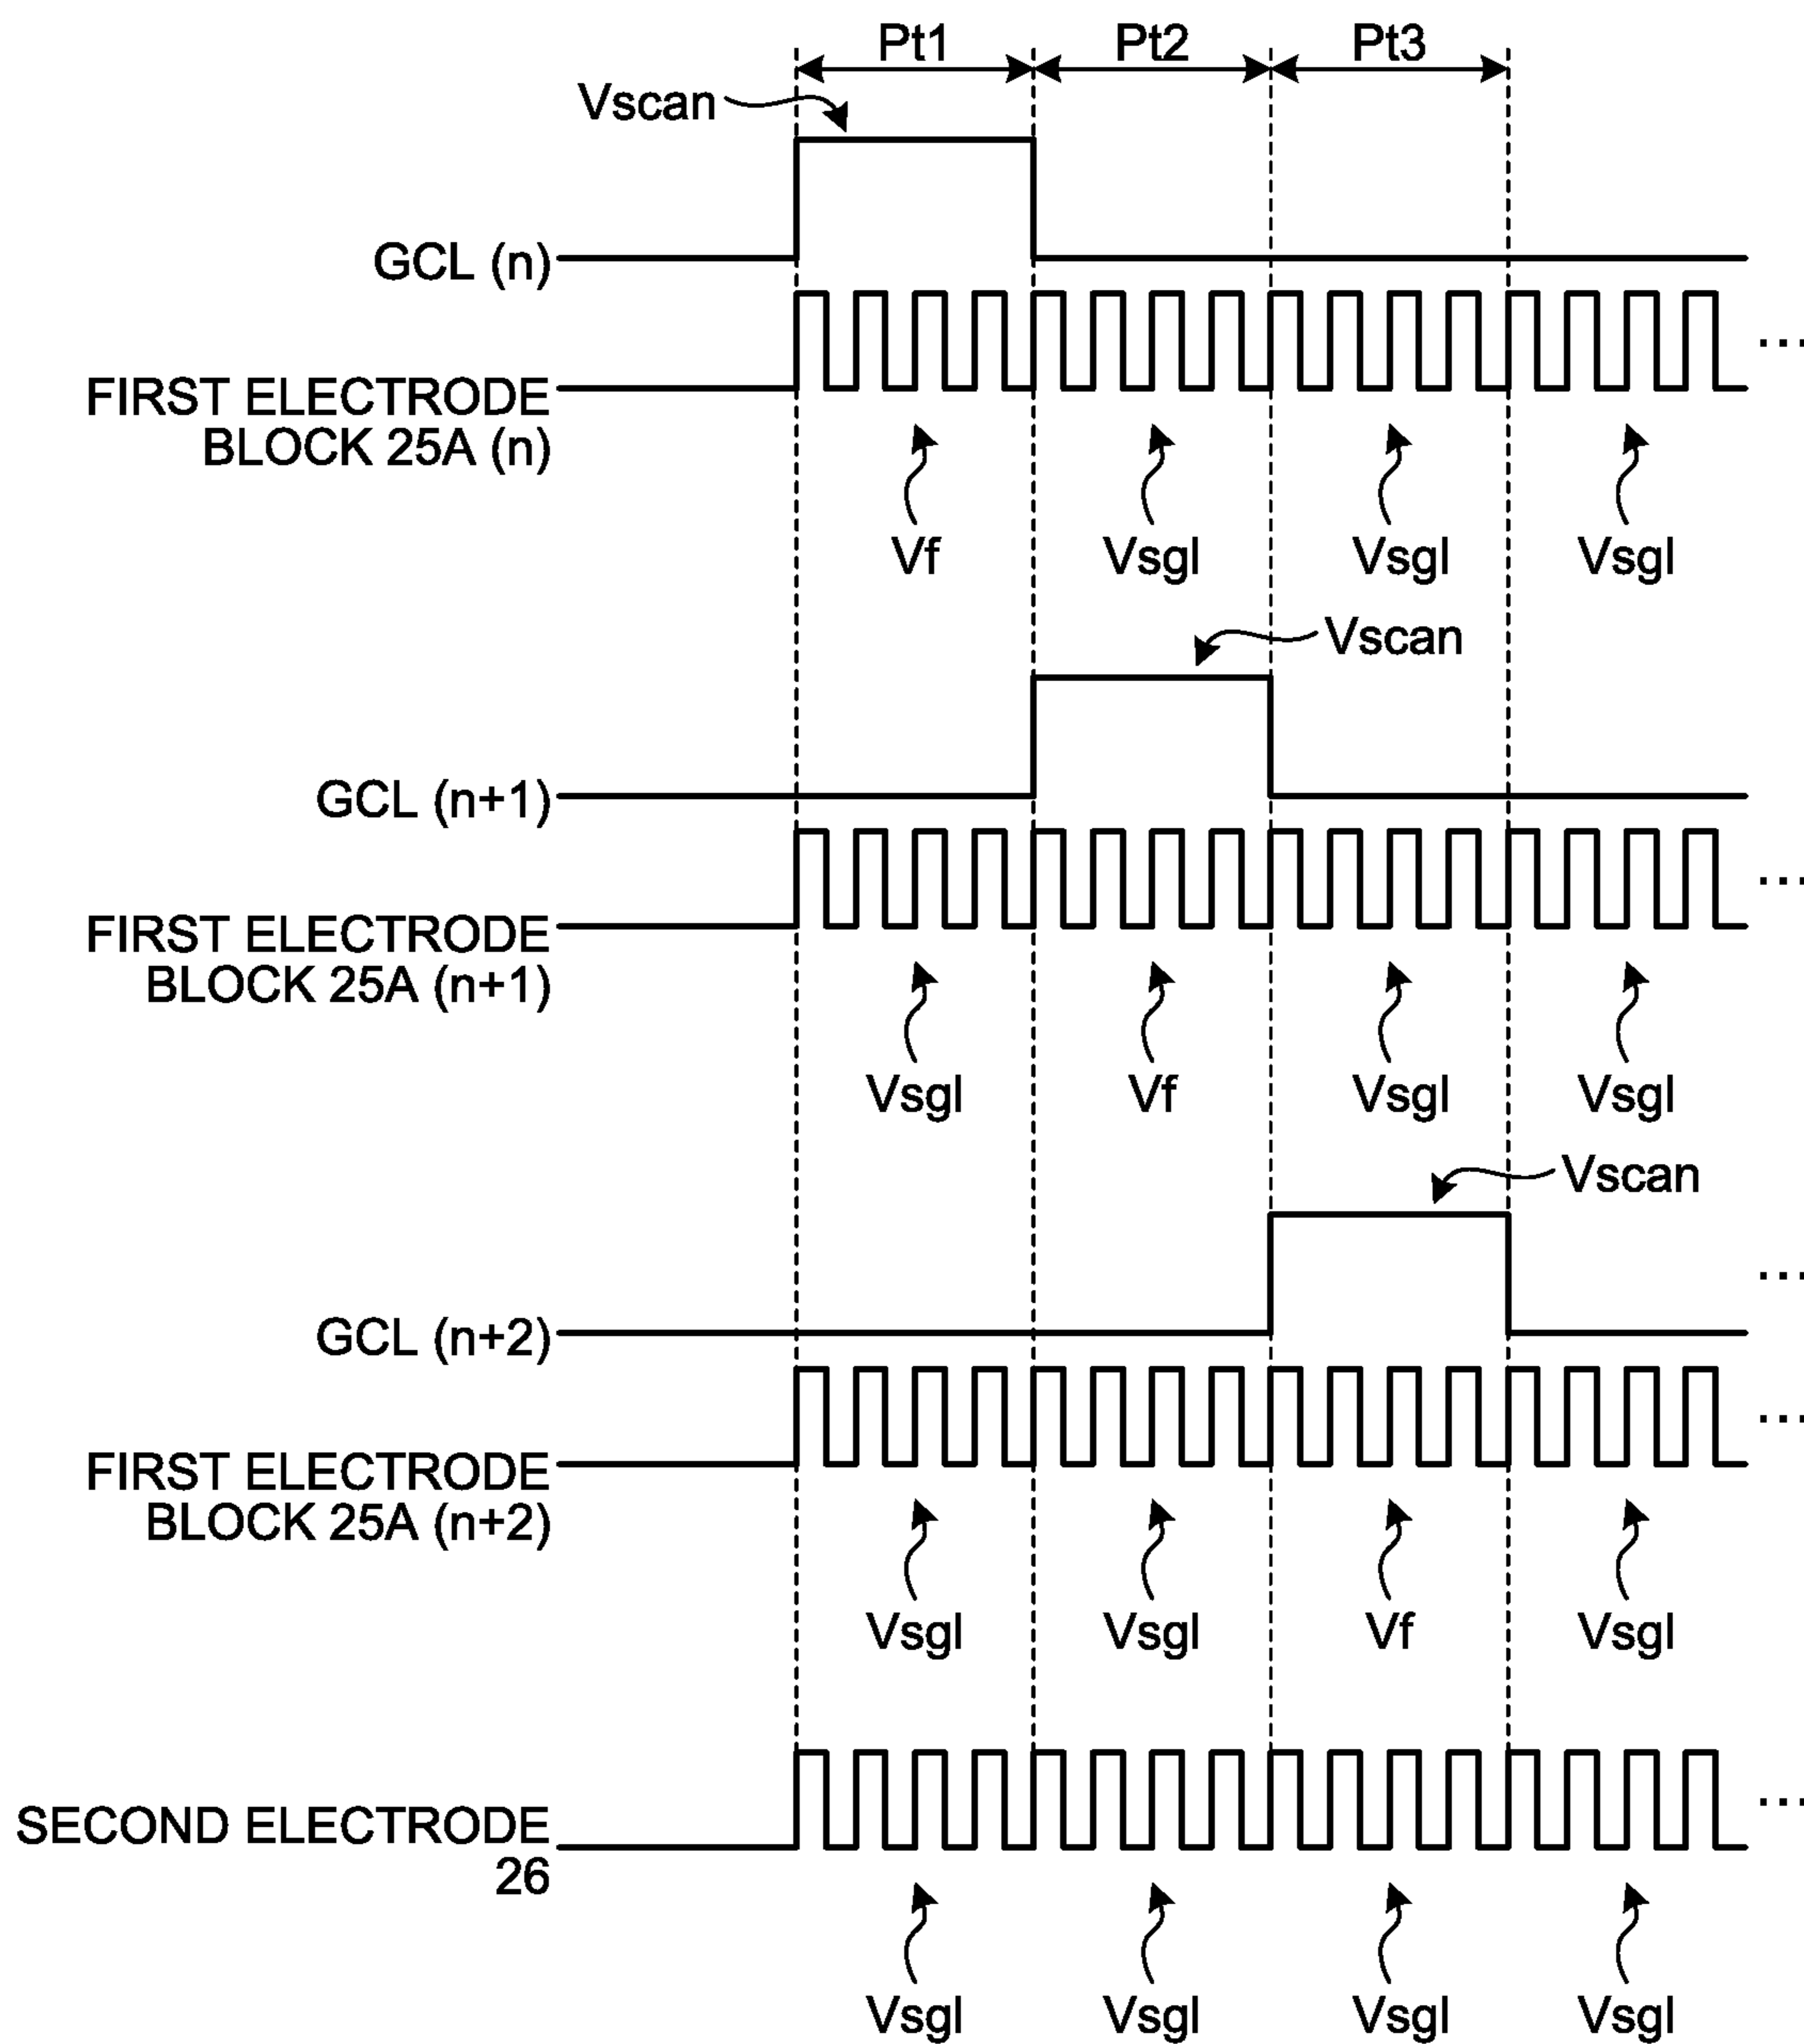 Pt1 Pt2 Pt3
Vscan
GCL (n)
FIRST ELECTRODE
BLOCK 25A (n)
...
Vf Vsgl Vsgl Vsgl
Vscan
GCL (n+1)
FIRST ELECTRODE
BLOCK 25A (n+1)
...
Vsgl Vf Vsgl Vsgl
Vscan
...
GCL (n+2)
FIRST ELECTRODE
BLOCK 25A (n+2)
...
Vsgl Vsgl Vf Vsgl
SECOND ELECTRODE
26
...
Vsgl Vsgl Vsgl Vsgl